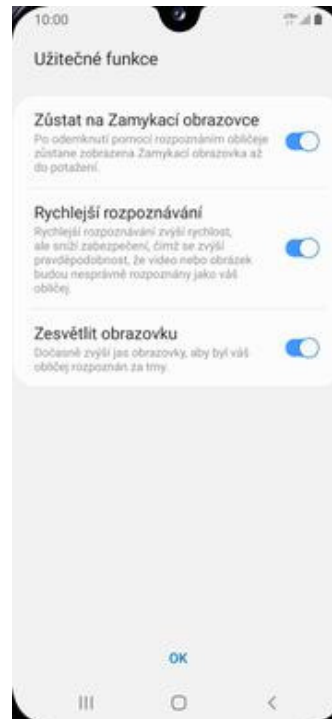 10:00
Užitečné funkce
Zůstat na Zamykací obrazovce
Po odemknutí pomocí rozpoznáním obličeje
zůstane zobrazena Zamykací obrazovka až
do potažení.
Rychlejší rozpoznávání
Rychlejší rozpoznávání zvýší rychlost,
ale sníží zabezpečení, čímž se zvýší
pravděpodobnost, že video nebo obrázek
budou nesprávně rozpoznány jako váš
obličej.
Zesvětlit obrazovku
Dočasně zvýší jas obrazovky, aby byl váš
obličej rozpoznán za tmy.
OK